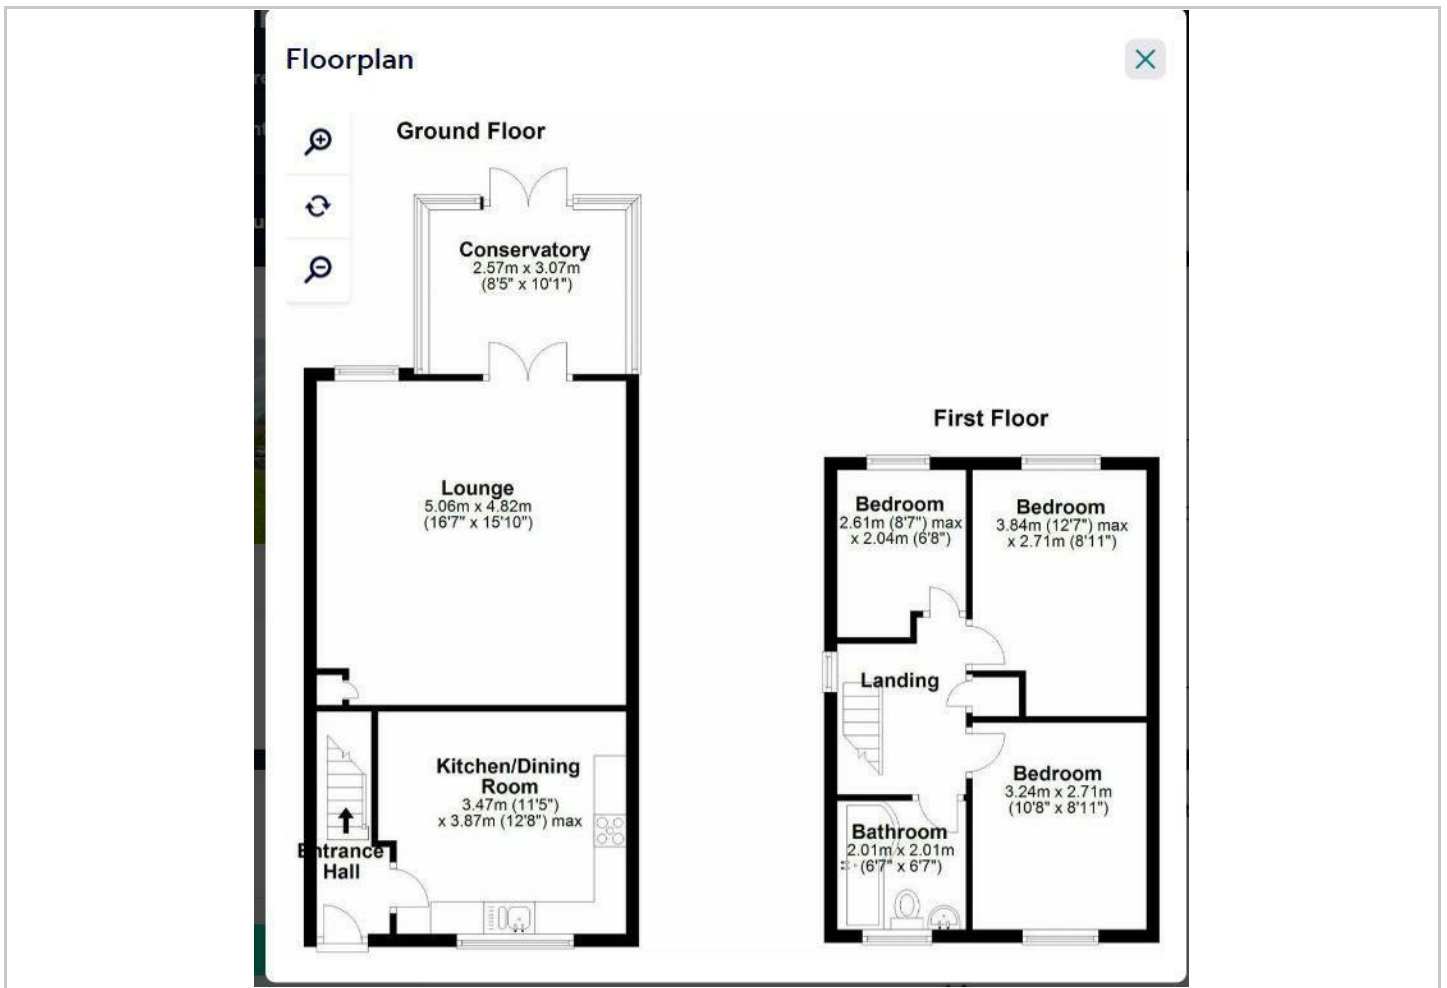 Floorplan
Ground Floor
Conservatory
2.57m x 3.07m
(8'5" x 10'1")
Lounge
5.06m x 4.82m
(16'7" x 15'10")
Kitchen/Dining
Room
3.47m (11'5")
x 3.87m (12'8") max
Entrance
Hall
First Floor
Bedroom
2.61m (8'7") max
x 2.04m (6'8")
Bedroom
3.84m (12'7") max
x 2.71m (8'11")
Landing
Bedroom
3.24m x 2.71m
(10'8" x 8'11")
Bathroom
2.01m x 2.01m
(6'7" x 6'7")